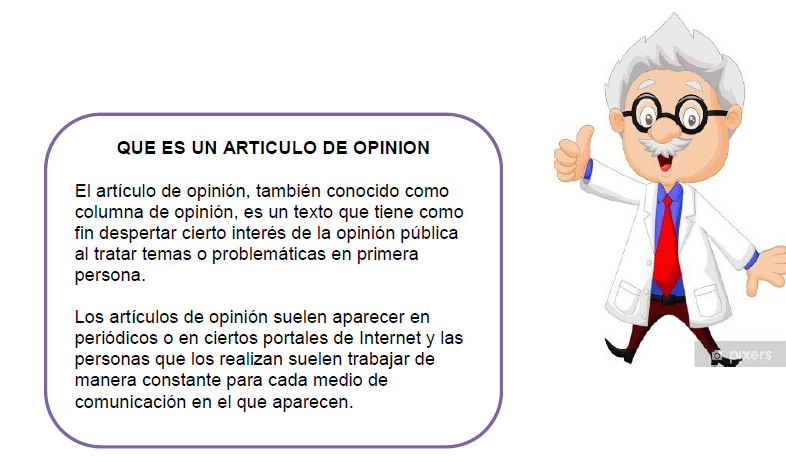 QUE ES UN ARTICULO DE OPINION
El artículo de opinión, también conocido como
columna de opinión, es un texto que tiene como
fin despertar cierto interés de la opinión pública
al tratar temas o problemáticas en primera
persona.
Los artículos de opinión suelen aparecer en
periódicos o en ciertos portales de Internet y las
personas que los realizan suelen trabajar de
manera constante para cada medio de
comunicación en el que aparecen.
pixers